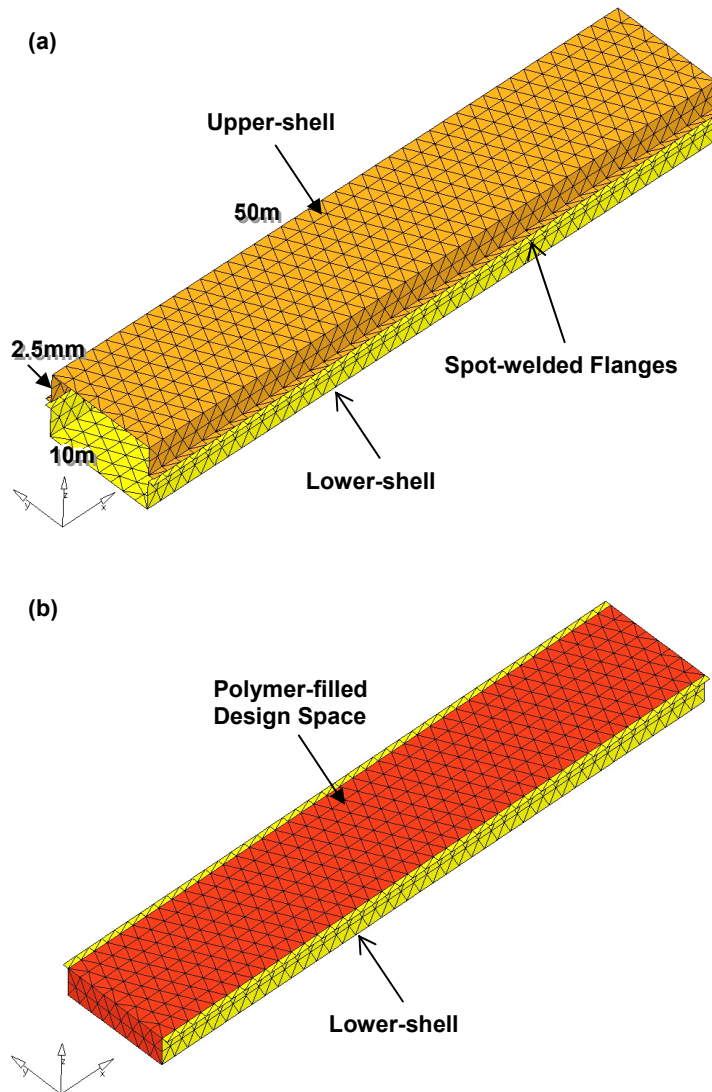 (a)
Upper-shell
50m
2.5mm
Spot-welded Flanges
10m
Lower-shell
z
y
x
(b)
Polymer-filled
Design Space
Lower-shell
z
y
x